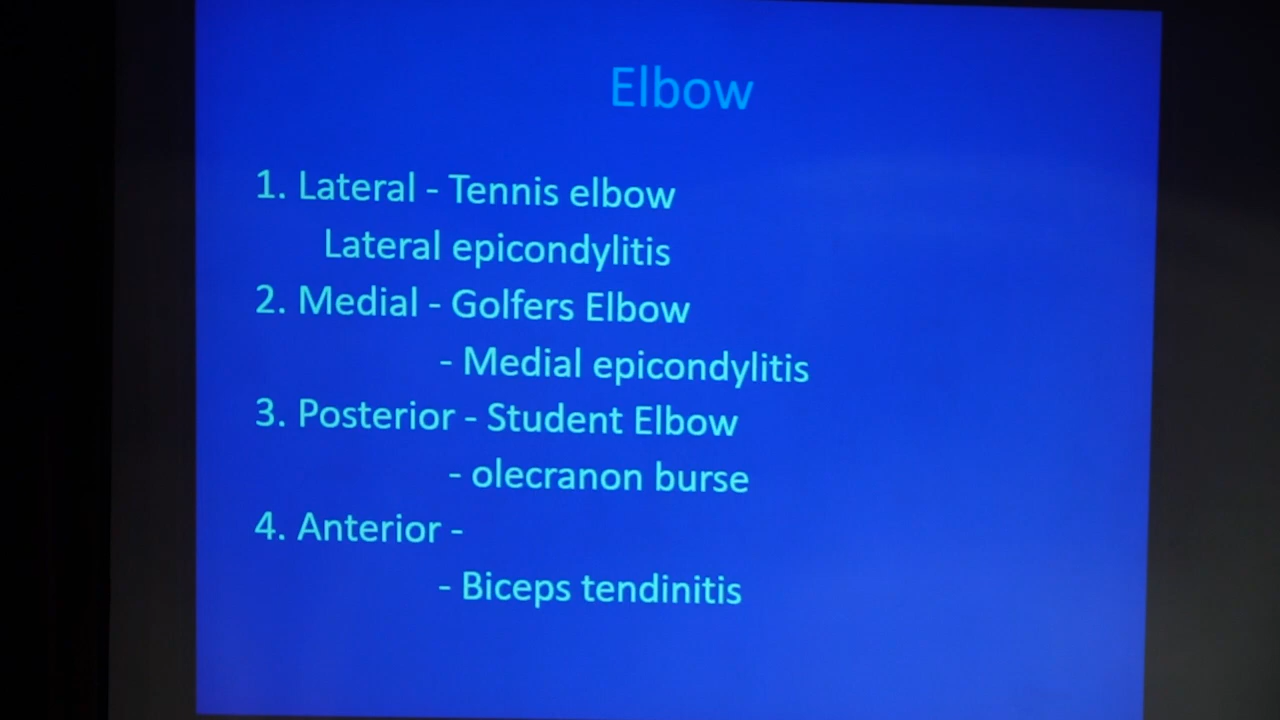 Elbow
1. Lateral - Tennis elbow
Lateral epicondylitis
2. Medial - Golfers Elbow
- Medial epicondylitis
3. Posterior - Student Elbow
- olecranon burse
4. Anterior -
- Biceps tendinitis